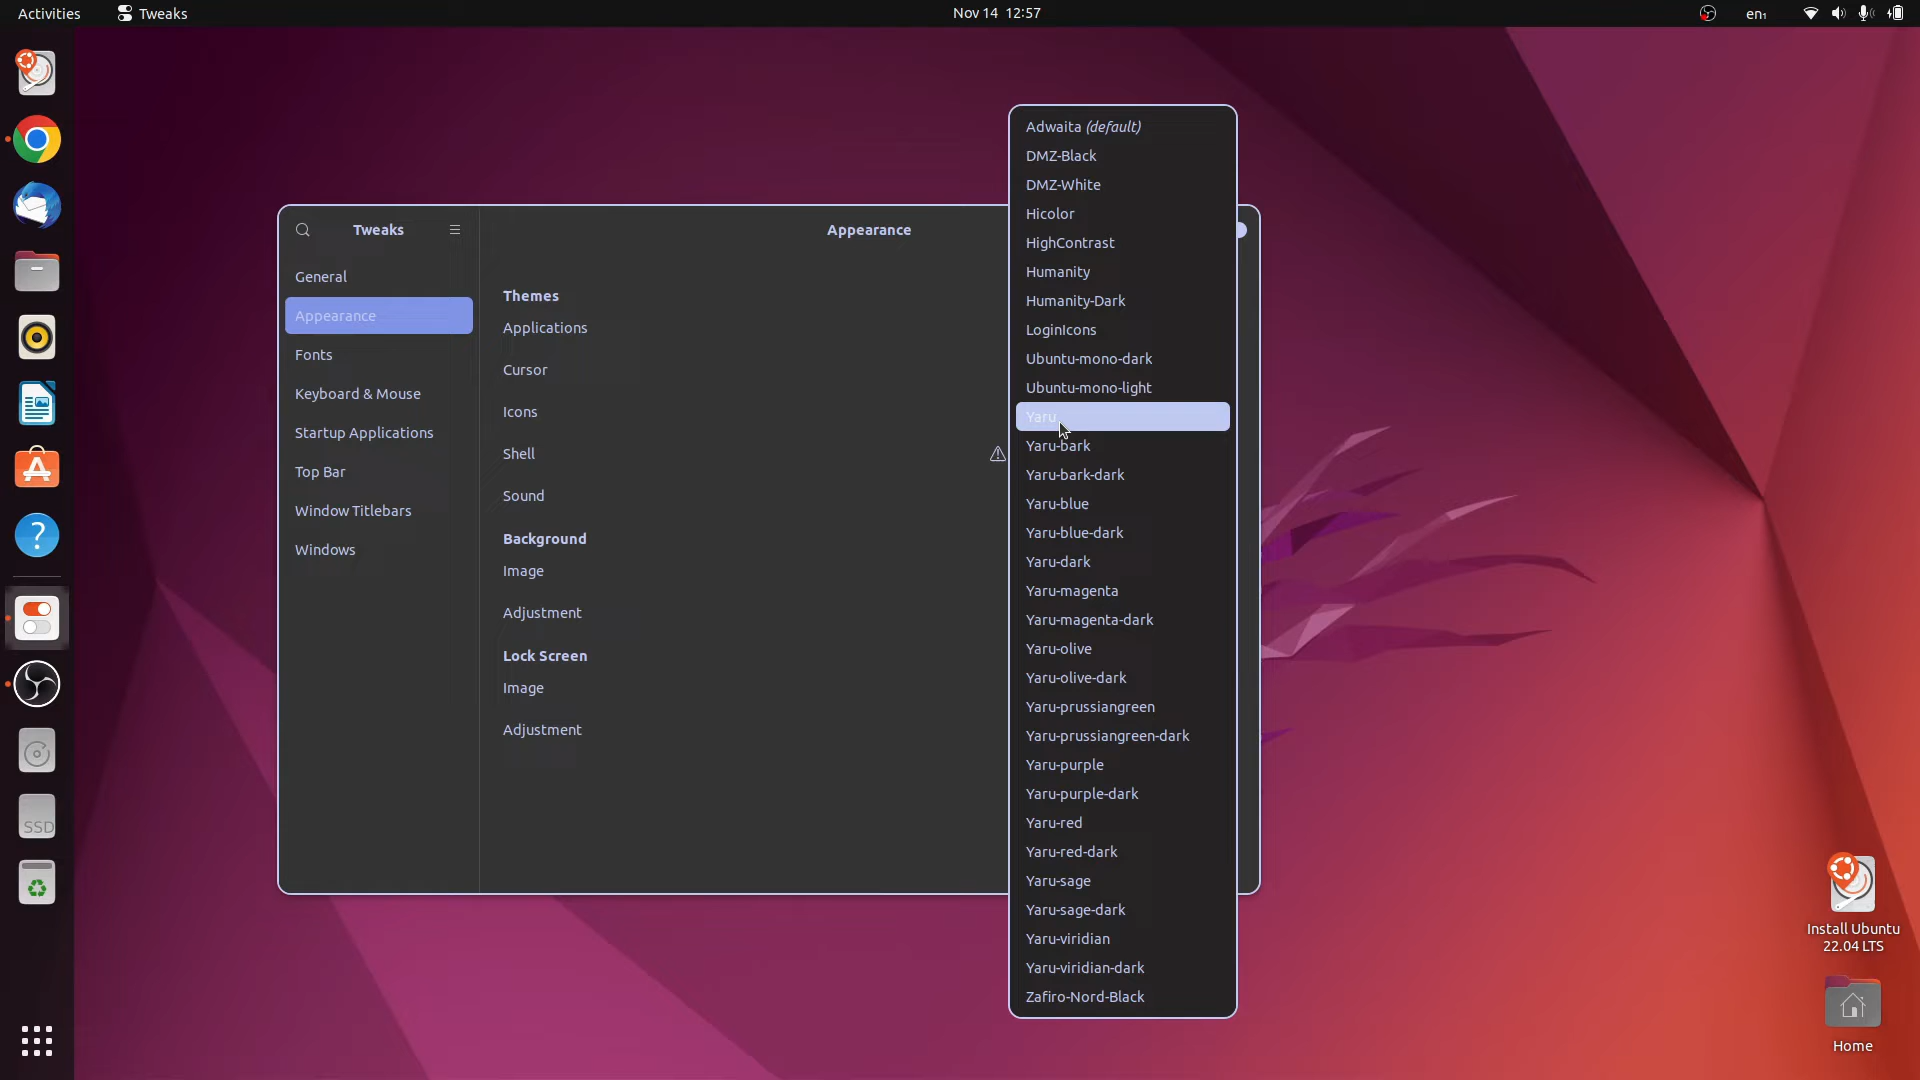 Activities
Tweaks
Nov 14 12:57
en₁
Tweaks
Appearance
General
Appearance
Fonts
Keyboard & Mouse
Startup Applications
Top Bar
Window Titlebars
Windows
Themes
Applications
Cursor
Icons
Shell
Sound
Background
Image
Adjustment
Lock Screen
Image
Adjustment
Adwaita (default)
DMZ-Black
DMZ-White
Hicolor
HighContrast
Humanity
Humanity-Dark
LoginIcons
Ubuntu-mono-dark
Ubuntu-mono-light
Yaru
Yaru-bark
Yaru-bark-dark
Yaru-blue
Yaru-blue-dark
Yaru-dark
Yaru-magenta
Yaru-magenta-dark
Yaru-olive
Yaru-olive-dark
Yaru-prussiangreen
Yaru-prussiangreen-dark
Yaru-purple
Yaru-purple-dark
Yaru-red
Yaru-red-dark
Yaru-sage
Yaru-sage-dark
Yaru-viridian
Yaru-viridian-dark
Zafiro-Nord-Black
SSD
Install Ubuntu
22.04 LTS
Home